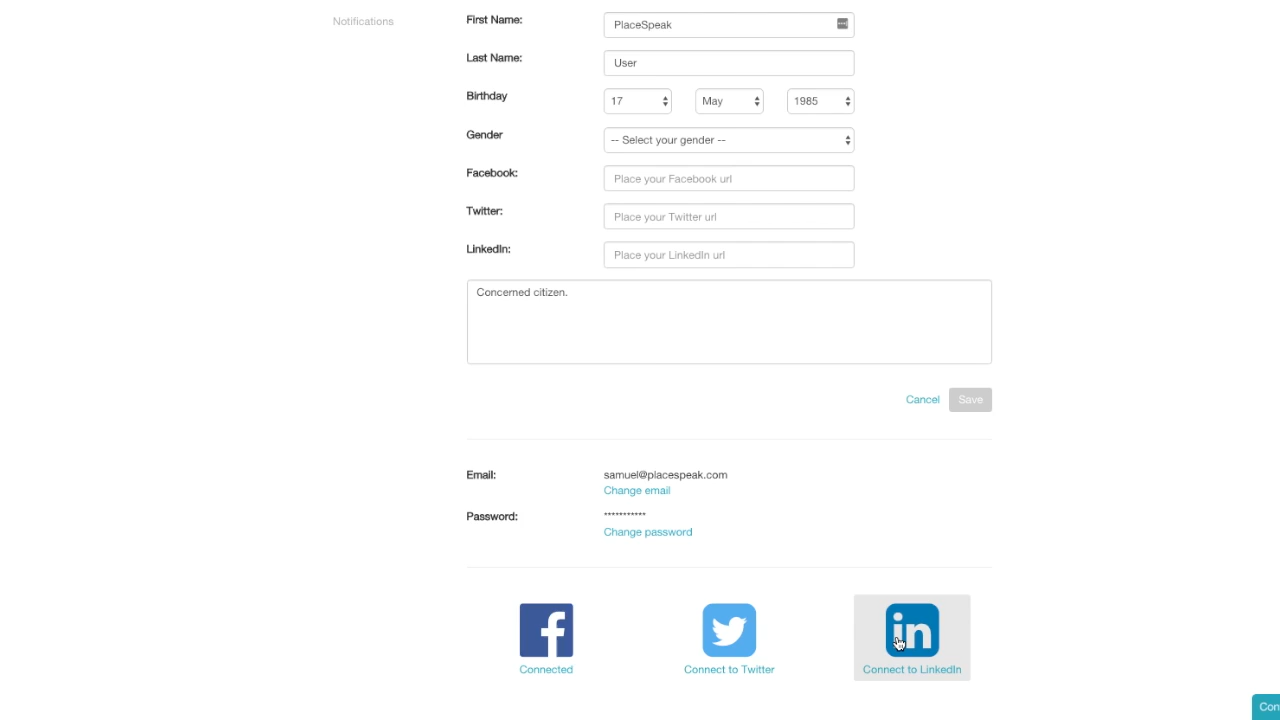 Notifications
First Name:
PlaceSpeak
Last Name:
User
Birthday
17
May
1985
Gender
-- Select your gender --
Facebook:
Place your Facebook url
Twitter:
Place your Twitter url
LinkedIn:
Place your LinkedIn url
Concerned citizen.
Cancel
Save
Email:
samuel@placespeak.com
Change email
Password:
***********
Change password
f
in
Connected
Connect to Twitter
Connect to LinkedIn
Con